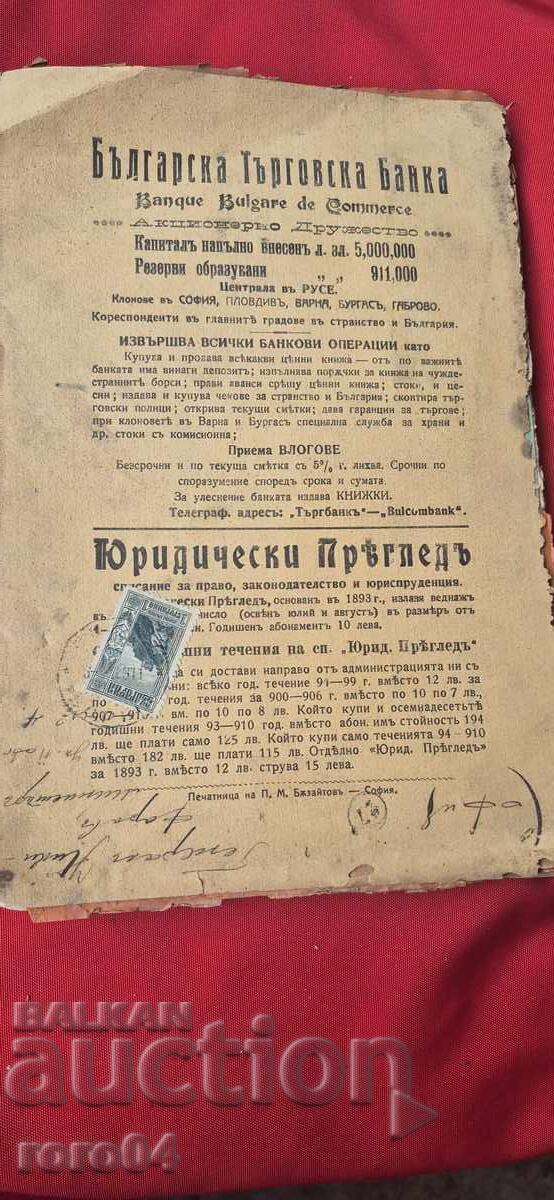 Българска Търговска Банка
Banque Bulgare de Commerce
Акционерно Дружество
Капиталъ напълно внесенъ л. зл. 5,000,000
Резерви образувани „ „ 911,000
Централа въ РУСЕ.
Клонове въ СОФИЯ, ПЛОВДИВЪ, ВАРНА, БУРГАСЪ, ГАБРОВО.
Кореспонденти въ главнитѣ градове въ странство и България.
ИЗВЪРШВА ВСИЧКИ БАНКОВИ ОПЕРАЦИИ като
Купува и продава всѣкакви цѣнни книжа — отъ по важнитѣ
банката има винаги депозитъ; изпълнява поръчки за книжа на чуждестраннитѣ борси; прави аванси срѣщу цѣнни книжа; стоки, и цесии; издава и купува чекове за странство и България; сконтира търговски полици; открива текущи смѣтки; дава гаранции за търгове;
при клоноветѣ въ Варна и Бургасъ специална служба за храни и
др. стоки съ комисионна;
Приема ВЛОГОВЕ
Безсрочни и по текуща смѣтка съ 5% г. лихва. Срочни по
споразумение споредъ срока и сумата.
За улеснение банката издава КНИЖКИ.
Телеграф. адресъ: „Търгбанкъ“—„Bulcombank“.
Юридически Прѣгледъ
списание за право, законодателство и юриспруденция.
Прѣгледъ, основанъ въ 1893 г., излазя веднажъ
число (освѣн юлий и августъ) въ размѣръ отъ
Годишенъ абонаментъ 10 лева.
течения на сп. „Юрид. Прѣгледъ“
да си достави направо отъ администрацията ни съ
всѣко год. течение 94—99 г. вмѣсто 12 лв. за
год. течения за 900—906 г. вмѣсто по 10 по 7 лв.,
907—910 г. вм. по 10 по 8 лв. Който купи и осемнадесетьтѣ
годишни течения 93—910 год. вмѣсто абон. имъ стойность 194
лв. ще плати само 125 лв. Който купи само теченията 94—910
вмѣсто 182 лв. ще плати 115 лв. Отдѣлно «Юрид. Прѣгледъ»
за 1893 г. вмѣсто 12 лв. струва 15 лева.
Печатница на П. М. Бѫзайтовъ — София.
BALKAN
auction
roro04